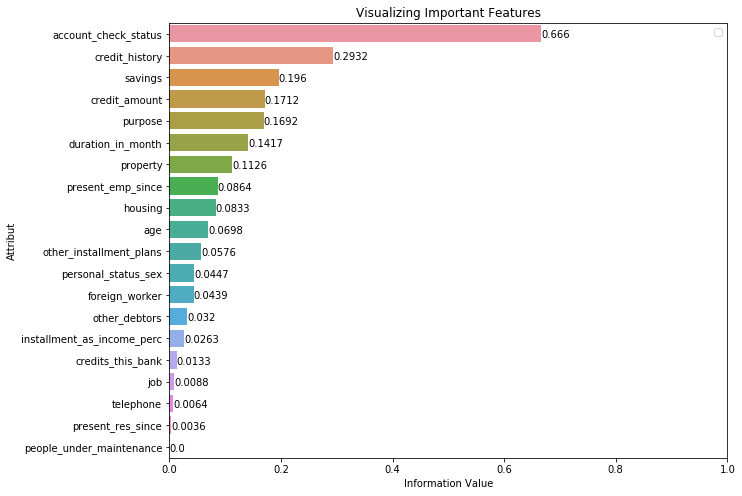 Visualizing Important Features
account_check_status 0.666
credit_history 0.2932
savings 0.196
credit_amount 0.1712
purpose 0.1692
duration_in_month 0.1417
property 0.1126
present_emp_since 0.0864
housing 0.0833
age 0.0698
other_installment_plans 0.0576
personal_status_sex 0.0447
foreign_worker 0.0439
other_debtors 0.032
installment_as_income_perc 0.0263
credits_this_bank 0.0133
job 0.0088
telephone 0.0064
present_res_since 0.0036
people_under_maintenance 0.0
Attribut
0.0 0.2 0.4 0.6 0.8 1.0
Information Value